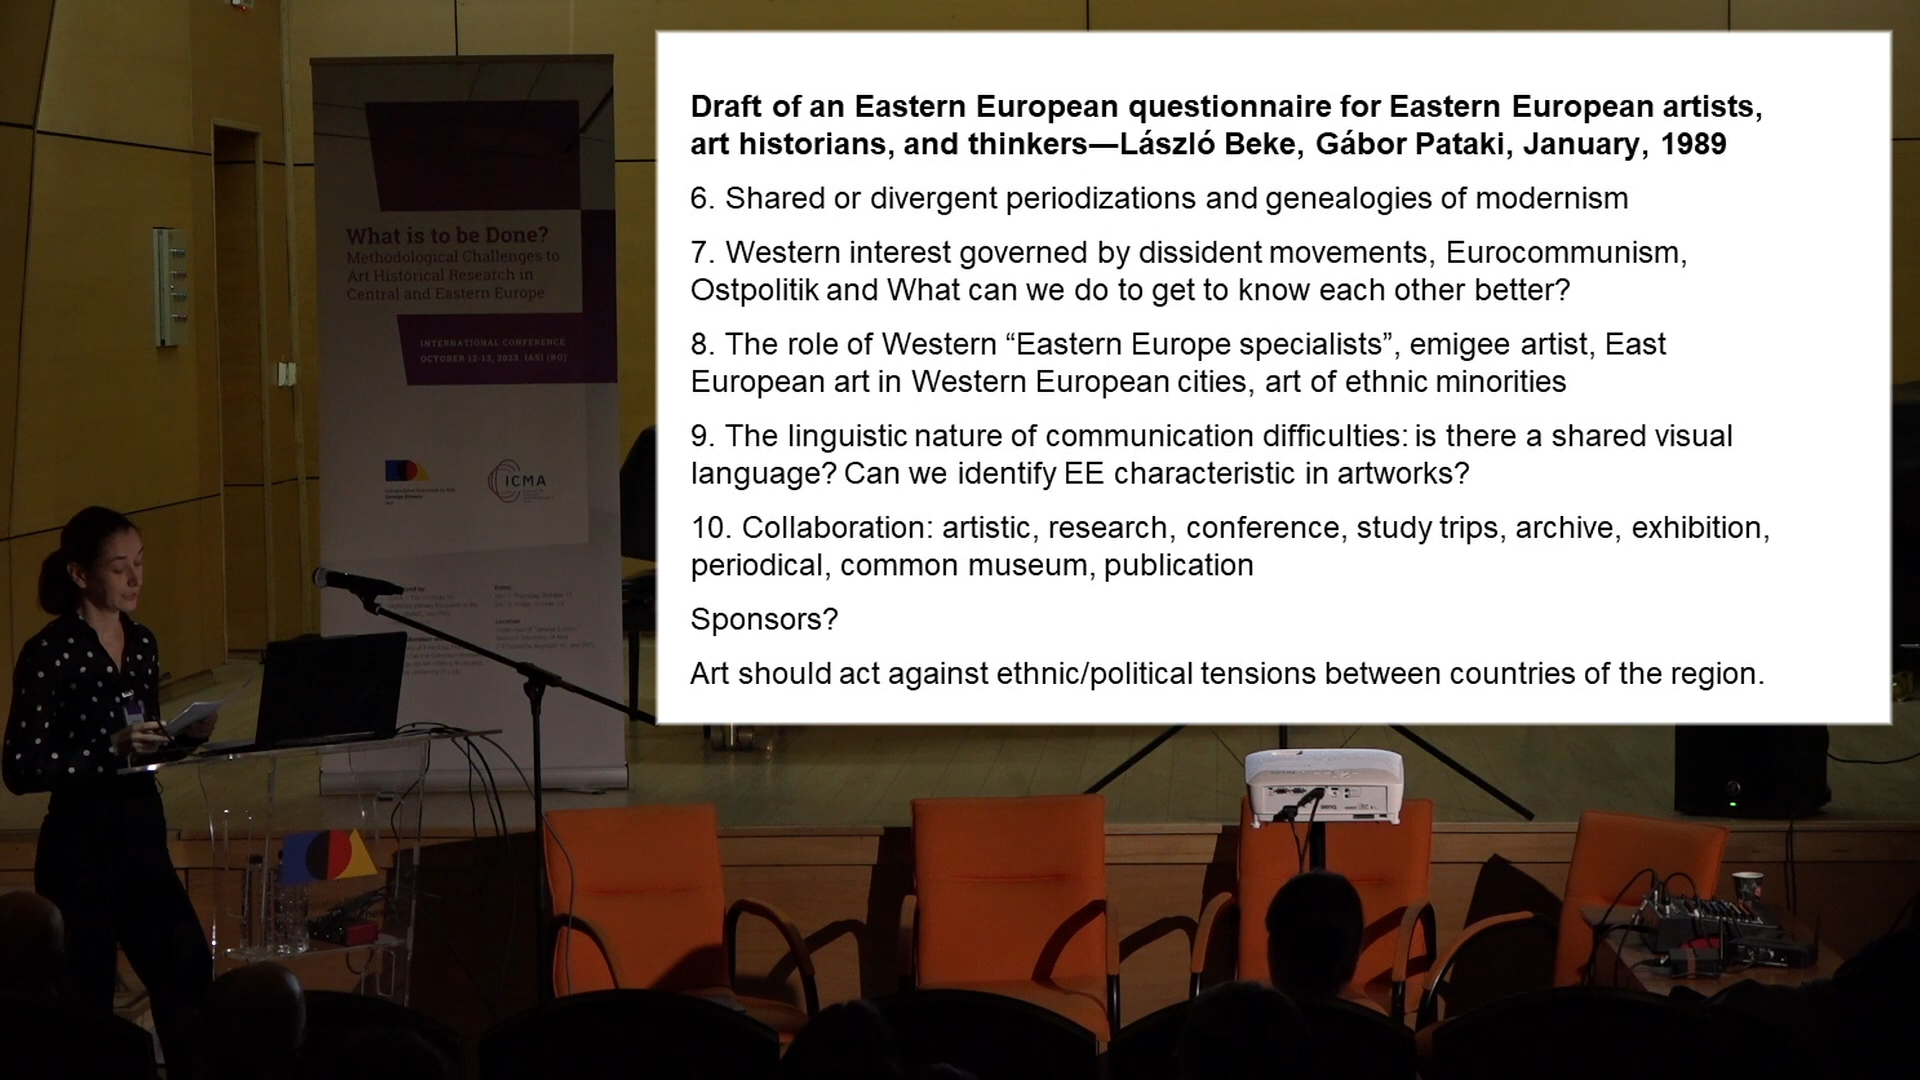 Draft of an Eastern European questionnaire for Eastern European artists,
art historians, and thinkers—László Beke, Gábor Pataki, January, 1989
6. Shared or divergent periodizations and genealogies of modernism
7. Western interest governed by dissident movements, Eurocommunism,
Ostpolitik and What can we do to get to know each other better?
8. The role of Western “Eastern Europe specialists”, emigee artist, East
European art in Western European cities, art of ethnic minorities
9. The linguistic nature of communication difficulties: is there a shared visual
language? Can we identify EE characteristic in artworks?
10. Collaboration: artistic, research, conference, study trips, archive, exhibition,
periodical, common museum, publication
Sponsors?
Art should act against ethnic/political tensions between countries of the region.
What is to be Done?
Methodological Challenges to
Art Historical Research in
Central and Eastern Europe
INTERNATIONAL CONFERENCE
OCTOBER 12-13, 2023, IASI (RO)
ICMA
BenQ